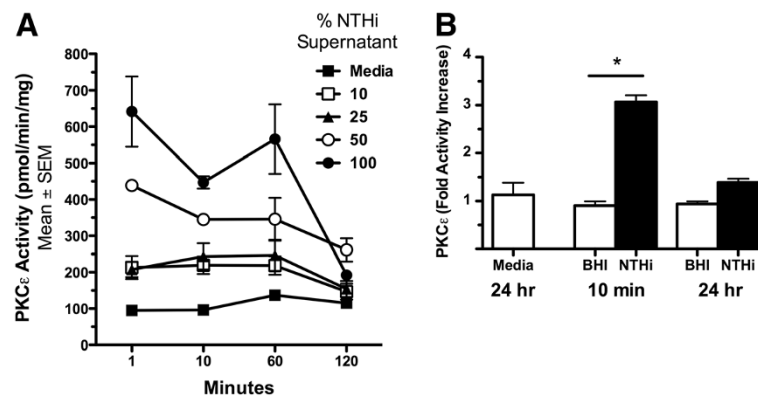 A
% NTHi
Supernatant
Media
10
25
50
100
PKCε Activity (pmol/min/mg)
Mean ± SEM
800
700
600
500
400
300
200
100
0
1
10
60
120
Minutes
B
PKCε (Fold Activity Increase)
4
3
2
1
*
Media
BHI
NTHi
BHI
NTHi
24 hr
10 min
24 hr